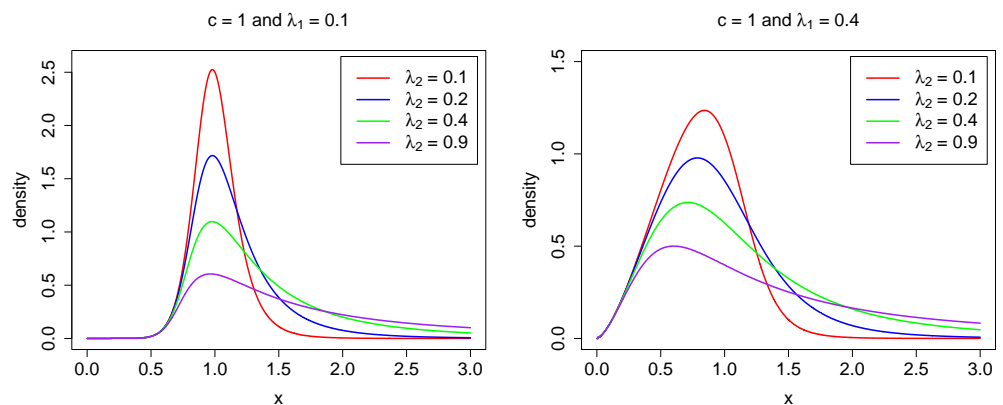 c = 1 and λ₁ = 0.1
density
0.0 0.5 1.0 1.5 2.0 2.5
λ₂ = 0.1
λ₂ = 0.2
λ₂ = 0.4
λ₂ = 0.9
0.0 0.5 1.0 1.5 2.0 2.5 3.0
x
c = 1 and λ₁ = 0.4
density
0.0 0.5 1.0 1.5
λ₂ = 0.1
λ₂ = 0.2
λ₂ = 0.4
λ₂ = 0.9
0.0 0.5 1.0 1.5 2.0 2.5 3.0
x